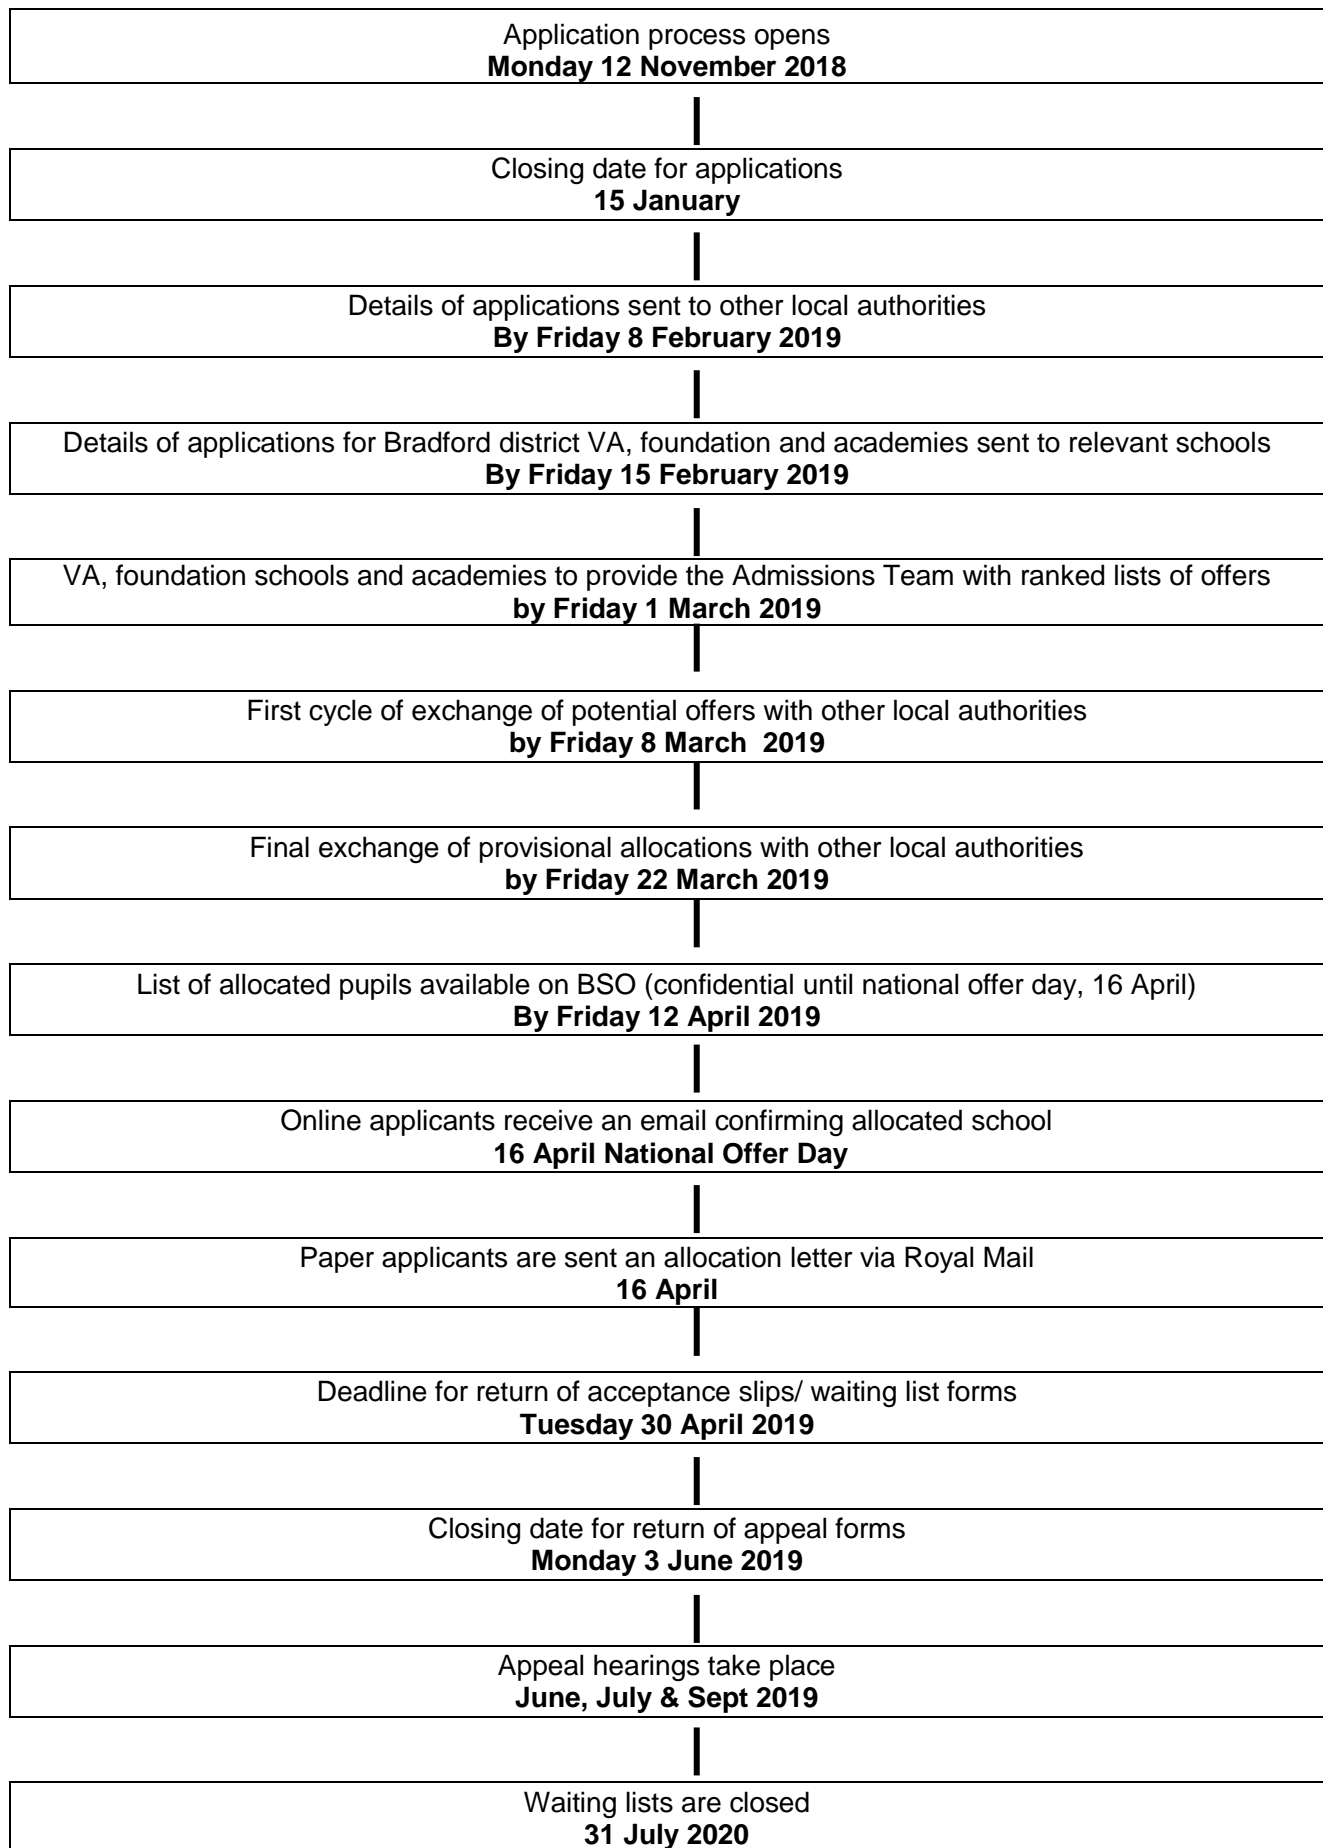 Application process opens
Monday 12 November 2018
Closing date for applications
15 January
Details of applications sent to other local authorities
By Friday 8 February 2019
Details of applications for Bradford district VA, foundation and academies sent to relevant schools
By Friday 15 February 2019
VA, foundation schools and academies to provide the Admissions Team with ranked lists of offers
by Friday 1 March 2019
First cycle of exchange of potential offers with other local authorities
by Friday 8 March  2019
Final exchange of provisional allocations with other local authorities
by Friday 22 March 2019
List of allocated pupils available on BSO (confidential until national offer day, 16 April)
By Friday 12 April 2019
Online applicants receive an email confirming allocated school
16 April National Offer Day
Paper applicants are sent an allocation letter via Royal Mail
16 April
Deadline for return of acceptance slips/ waiting list forms
Tuesday 30 April 2019
Closing date for return of appeal forms
Monday 3 June 2019
Appeal hearings take place
June, July & Sept 2019
Waiting lists are closed
31 July 2020